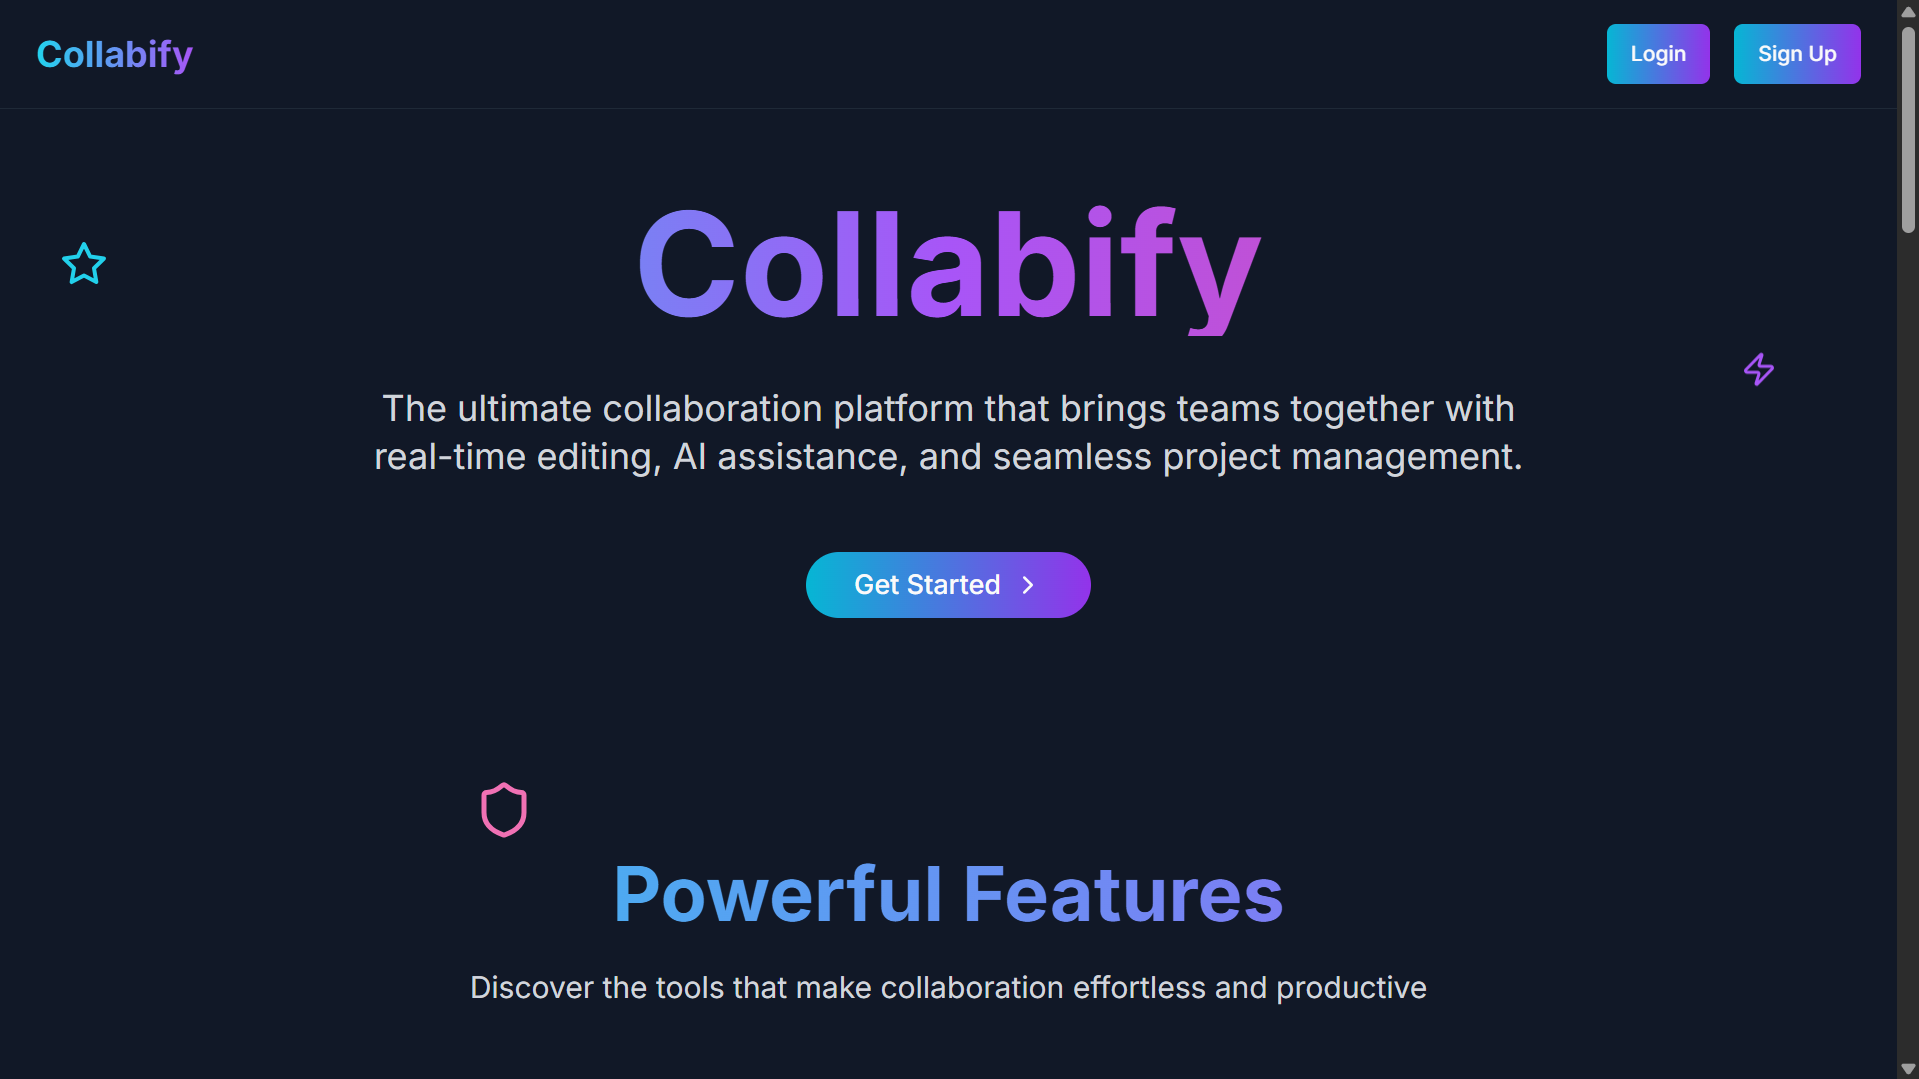 Collabify
Login
Sign Up
Collabify
The ultimate collaboration platform that brings teams together with
real-time editing, AI assistance, and seamless project management.
Get Started
Powerful Features
Discover the tools that make collaboration effortless and productive